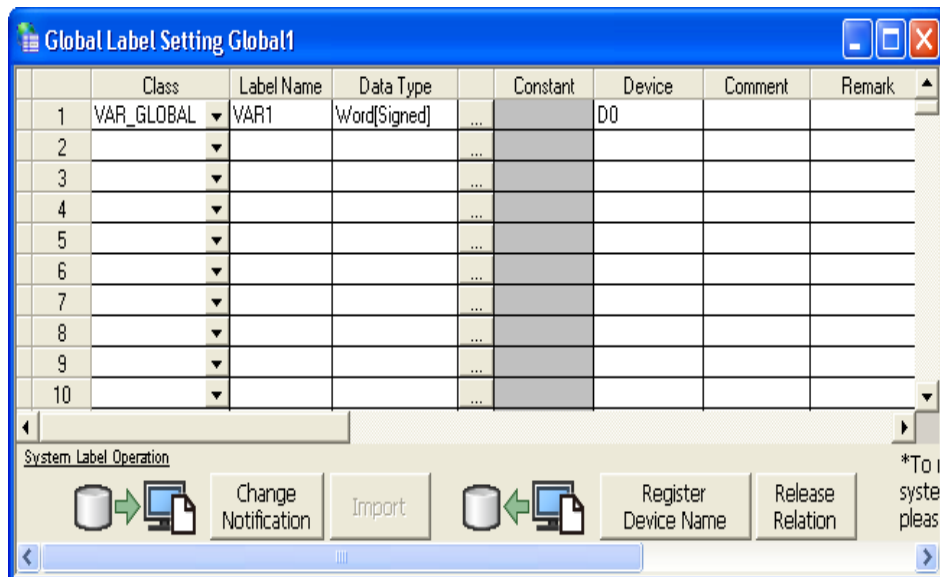 Global Label Setting Global1
Class Label Name Data Type Constant Device Comment Remark
1 VAR_GLOBAL VAR1 Word[Signed] ... D0
2 ...
3 ...
4 ...
5 ...
6 ...
7 ...
8 ...
9 ...
10 ...
System Label Operation
Change Notification
Import
Register Device Name
Release Relation
*To
syste
pleas